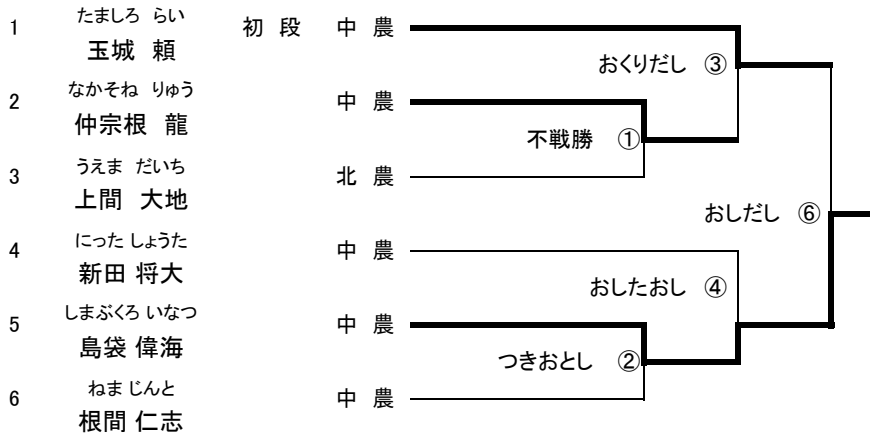 たましろ らい
1 玉城 頼 初 段 中 農
おくりだし ③
なかそね りゅう
2 仲宗根 龍 中 農
不戦勝 ①
うえま だいち
3 上間 大地 北 農
おしだし ⑥
にった しょうた
4 新田 将大 中 農
おしたおし ④
しまぶくろ いなつ
5 島袋 偉海 中 農
つきおとし ②
ねま じんと
6 根間 仁志 中 農